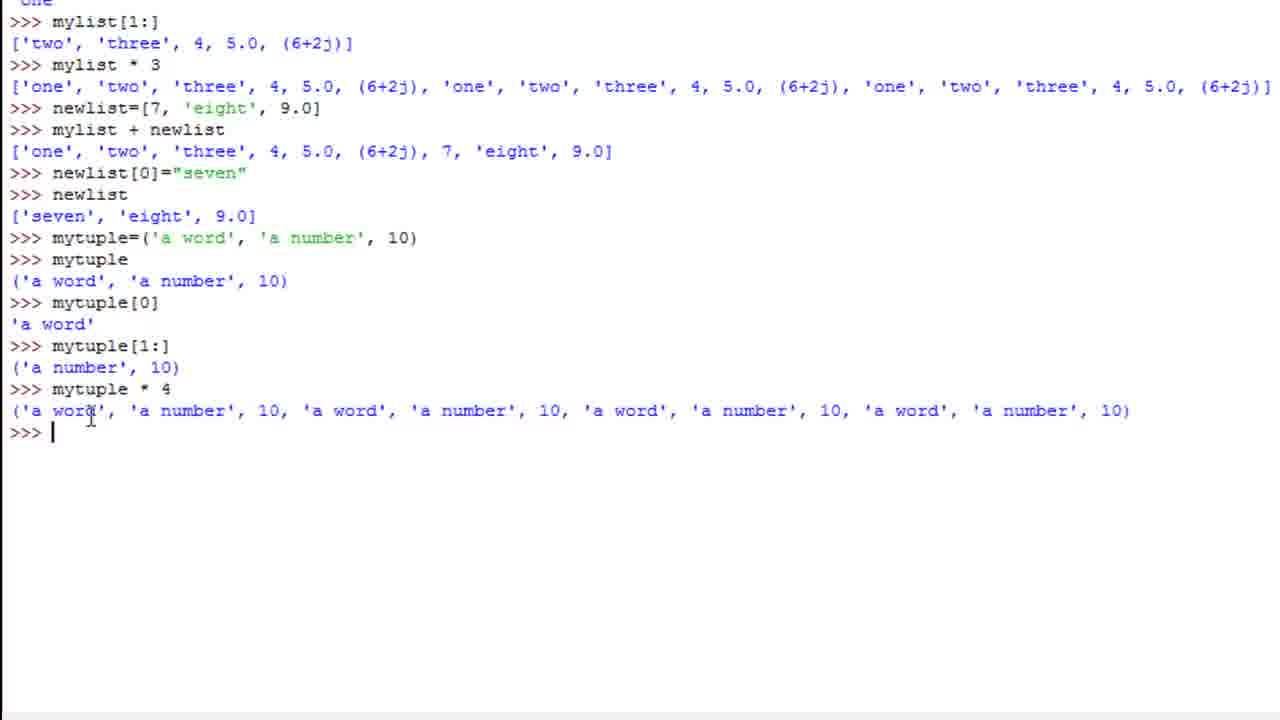 'one'
>>> mylist[1:]
['two', 'three', 4, 5.0, (6+2j)]
>>> mylist * 3
['one', 'two', 'three', 4, 5.0, (6+2j), 'one', 'two', 'three', 4, 5.0, (6+2j), 'one', 'two', 'three', 4, 5.0, (6+2j)]
>>> newlist=[7, 'eight', 9.0]
>>> mylist + newlist
['one', 'two', 'three', 4, 5.0, (6+2j), 7, 'eight', 9.0]
>>> newlist[0]="seven"
>>> newlist
['seven', 'eight', 9.0]
>>> mytuple=('a word', 'a number', 10)
>>> mytuple
('a word', 'a number', 10)
>>> mytuple[0]
'a word'
>>> mytuple[1:]
('a number', 10)
>>> mytuple * 4
('a word', 'a number', 10, 'a word', 'a number', 10, 'a word', 'a number', 10, 'a word', 'a number', 10)
>>>